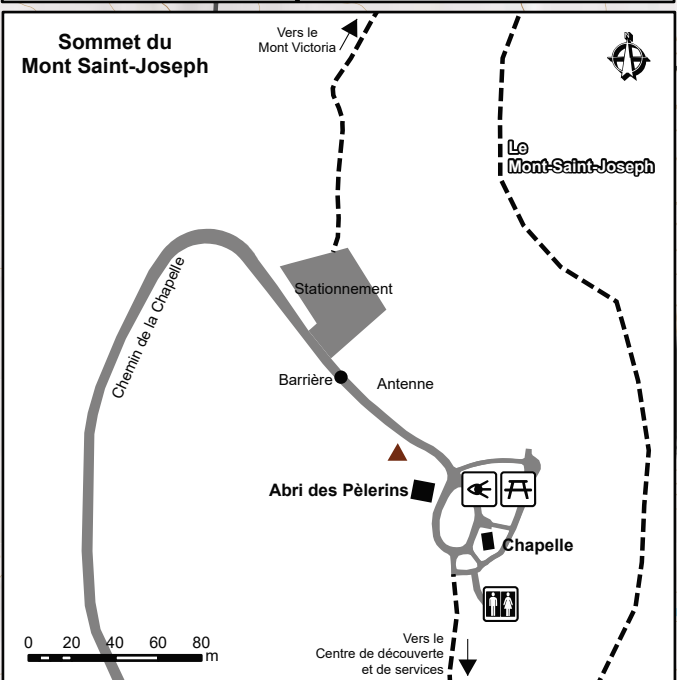 Sommet du
Mont Saint-Joseph
Vers le
Mont Victoria
N
Le
Mont-Saint-Joseph
Chemin de la Chapelle
Stationnement
Barrière
Antenne
Abri des Pèlerins
Chapelle
Vers le
Centre de découverte
et de services
0 20 40 60 80
m